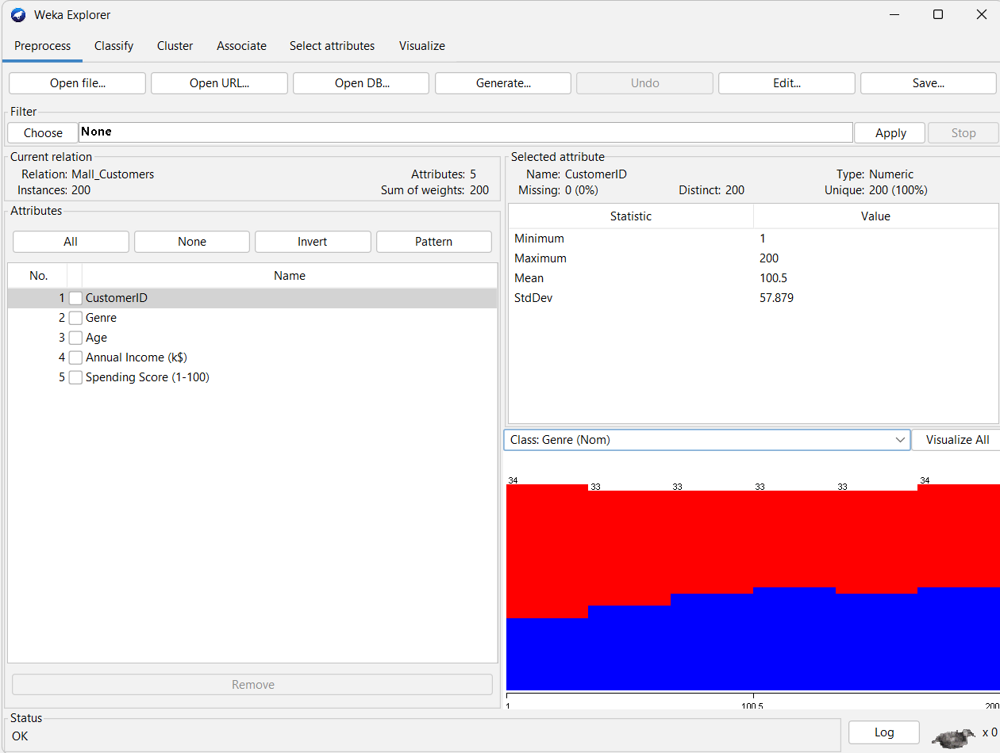 Weka Explorer
Preprocess Classify Cluster Associate Select attributes Visualize
Open file... Open URL... Open DB... Generate... Undo Edit... Save...
Filter
Choose None Apply Stop
Current relation
Relation: Mall_Customers Attributes: 5
Instances: 200 Sum of weights: 200
Attributes
All None Invert Pattern
No. Name
1 CustomerID
2 Genre
3 Age
4 Annual Income (k$)
5 Spending Score (1-100)
Remove
Selected attribute
Name: CustomerID Type: Numeric
Missing: 0 (0%) Distinct: 200 Unique: 200 (100%)
Statistic Value
Minimum 1
Maximum 200
Mean 100.5
StdDev 57.879
Class: Genre (Nom) Visualize All
34 33 33 33 33 34
1 100.5 200
Status
OK
Log x 0